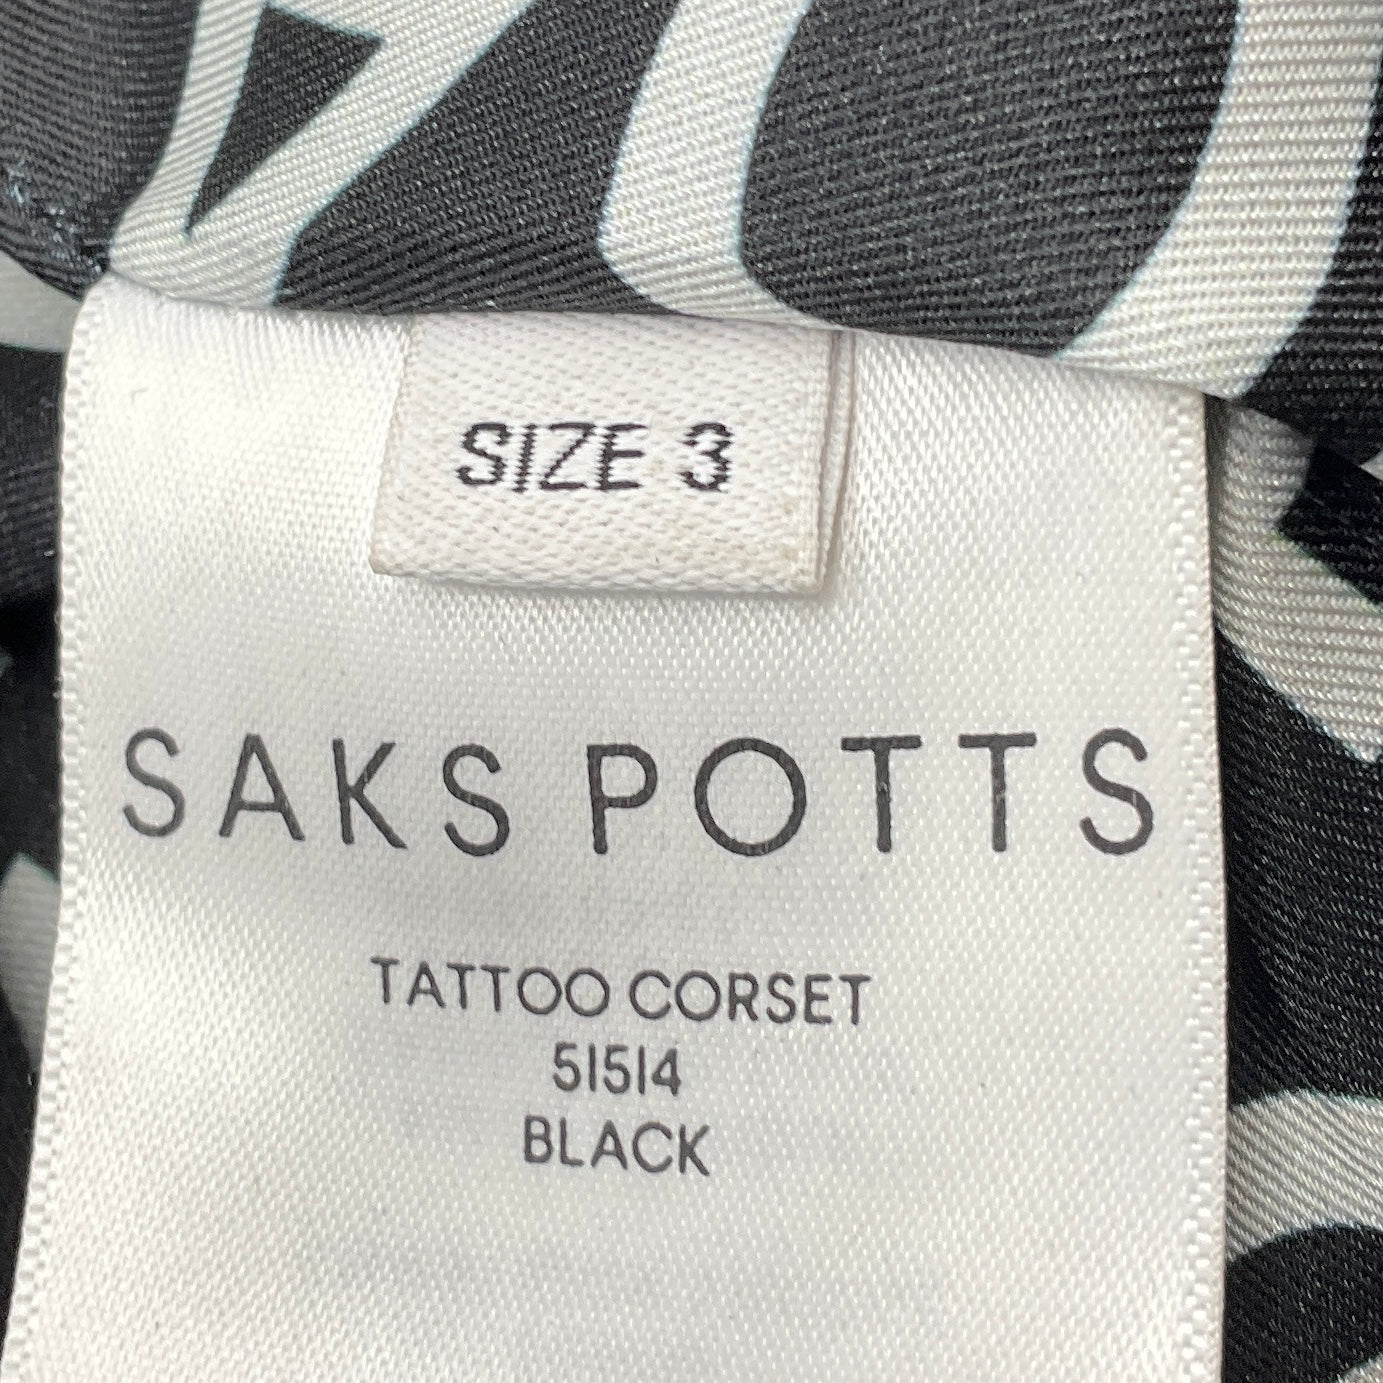 SIZE 3
SAKS POTTS
TATTOO CORSET
51514
BLACK